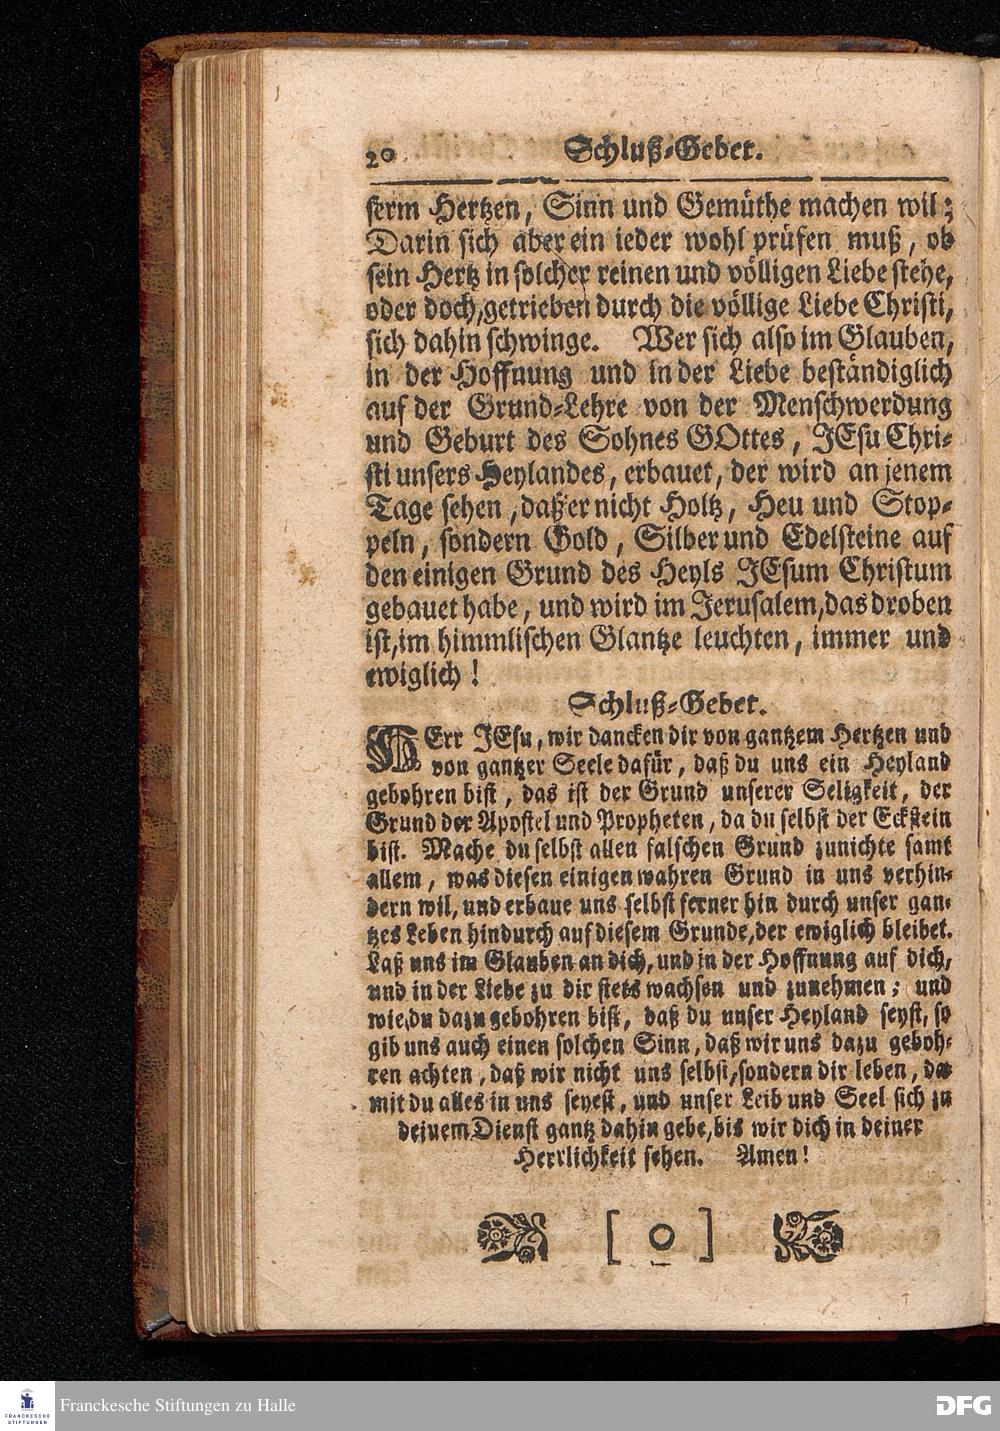 20 Schluß-Gebet.
serm Hertzen, Sinn und Gemüthe machen wil;
Darin sich aber ein ieder wohl prüfen muß, ob
sein Hertz in solcher reinen und völligen Liebe stehe,
oder doch, getrieben durch die völlige Liebe Christi,
sich dahin schwinge. Wer sich also im Glauben,
in der Hoffnung und in der Liebe beständiglich
auf der Grund-Lehre von der Menschwerdung
und Geburt des Sohnes GOttes, JEsu Chri-
sti unsers Heylandes, erbauet, der wird an jenem
Tage sehen, daß er nicht Holtz, Heu und Stop-
peln, sondern Gold, Silber und Edelsteine auf
den einigen Grund des Heyls JEsum Christum
gebauet habe, und wird im Jerusalem, das droben
ist, im himmlischen Glantze leuchten, immer und
ewiglich!
Schluß-Gebet.
HErr JEsu, wir dancken dir von gantzem Hertzen und
von gantzer Seele dafür, daß du uns ein Heyland
gebohren bist, das ist der Grund unserer Seligkeit, der
Grund der Apostel und Propheten, da du selbst der Eckstein
bist. Mache du selbst allen falschen Grund zunichte samt
allem, was diesen einigen wahren Grund in uns verhin-
dern wil, und erbaue uns selbst ferner hin durch unser gan-
tzes Leben hindurch auf diesem Grunde, der ewiglich bleibet.
Laß uns im Glauben an dich, und in der Hoffnung auf dich,
und in der Liebe zu dir stets wachsen und zunehmen; und
wie du dazu gebohren bist, daß du unser Heyland seyst, so
gib uns auch einen solchen Sinn, daß wir uns dazu geboh-
ren achten, daß wir nicht uns selbst, sondern dir leben, da-
mit du alles in uns seyest, und unser Leib und Seel sich zu
deinem Dienst gantz dahin gebe, bis wir dich in deiner
Herrlichkeit sehen. Amen!
[ o ]
FRANCKESCHE
STIFTUNGEN
Franckesche Stiftungen zu Halle
DFG